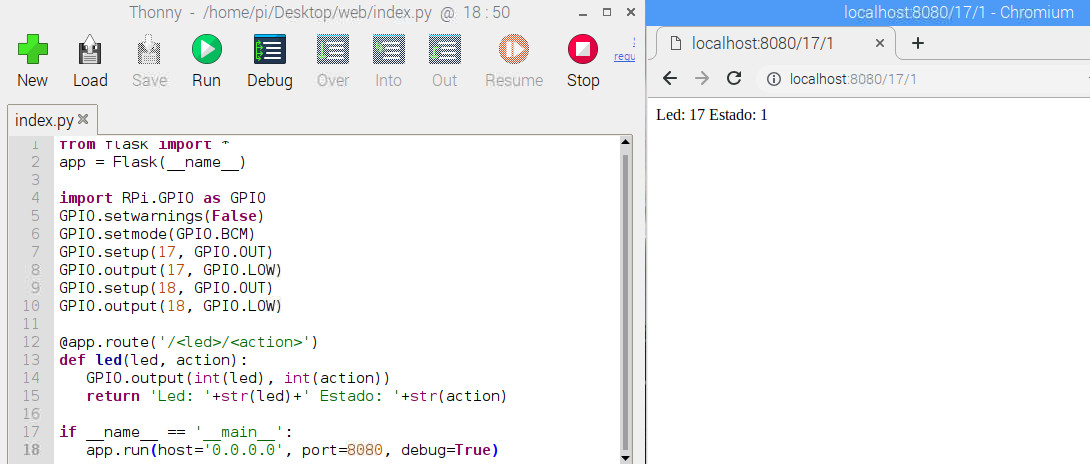 Thonny - /home/pi/Desktop/web/index.py @ 18 : 50
New Load Save Run Debug Over Into Out Resume Stop
index.py
1 from flask import *
2 app = Flask(__name__)
3
4 import RPi.GPIO as GPIO
5 GPIO.setwarnings(False)
6 GPIO.setmode(GPIO.BCM)
7 GPIO.setup(17, GPIO.OUT)
8 GPIO.output(17, GPIO.LOW)
9 GPIO.setup(18, GPIO.OUT)
10 GPIO.output(18, GPIO.LOW)
11
12 @app.route('/<led>/<action>')
13 def led(led, action):
14 GPIO.output(int(led), int(action))
15 return 'Led: '+str(led)+' Estado: '+str(action)
16
17 if __name__ == '__main__':
18 app.run(host='0.0.0.0', port=8080, debug=True)
localhost:8080/17/1 - Chromium
localhost:8080/17/1
localhost:8080/17/1
Led: 17 Estado: 1